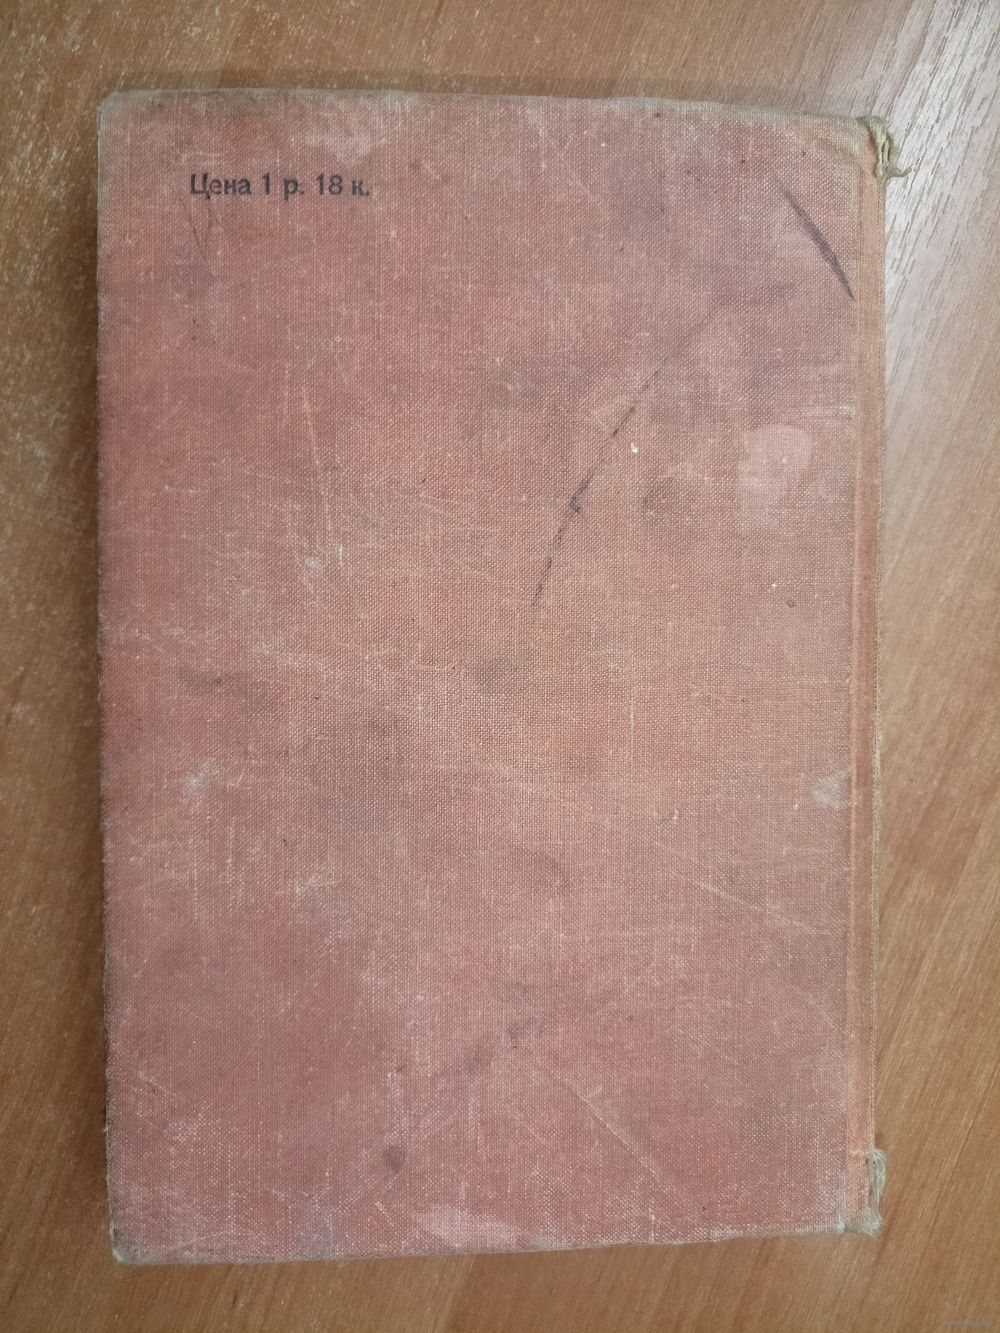 Цена 1 р. 18 к.